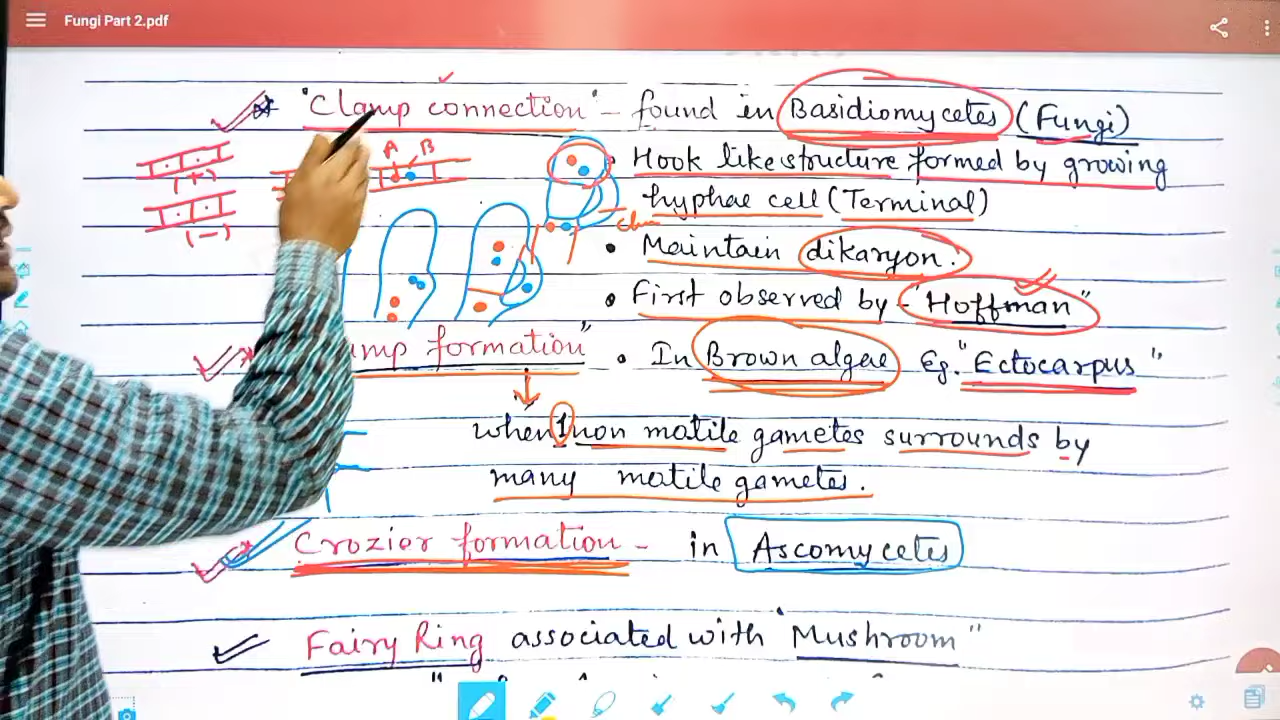 Fungi Part 2.pdf
"Clamp connection" - found in Basidiomycetes (Fungi)
A B
(+)
(-)
• Hook like structure formed by growing
hyphae cell (Terminal)
• Maintain dikaryon.
• First observed by - "Hoffman"
ump formation" • In Brown algae Eg. "Ectocarpus"
when 1 non motile gametes surrounds by
many motile gametes.
Crozier formation - in Ascomycetes
Fairy Ring associated with "Mushroom"